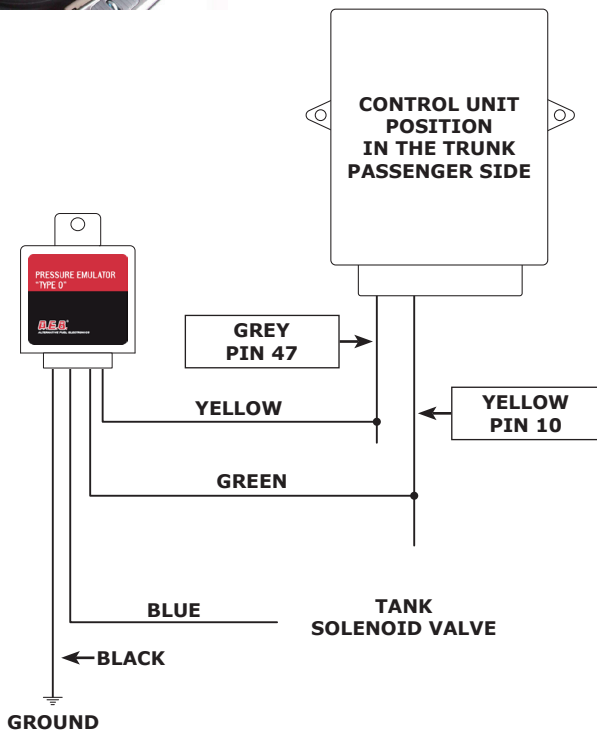 CONTROL UNIT
POSITION
IN THE TRUNK
PASSENGER SIDE
PRESSURE EMULATOR
"TYPE 0"
A.E.B.
ALTERNATIVE FUEL ELECTRONICS
GREY
PIN 47
YELLOW
YELLOW
PIN 10
GREEN
BLUE
TANK
SOLENOID VALVE
BLACK
GROUND